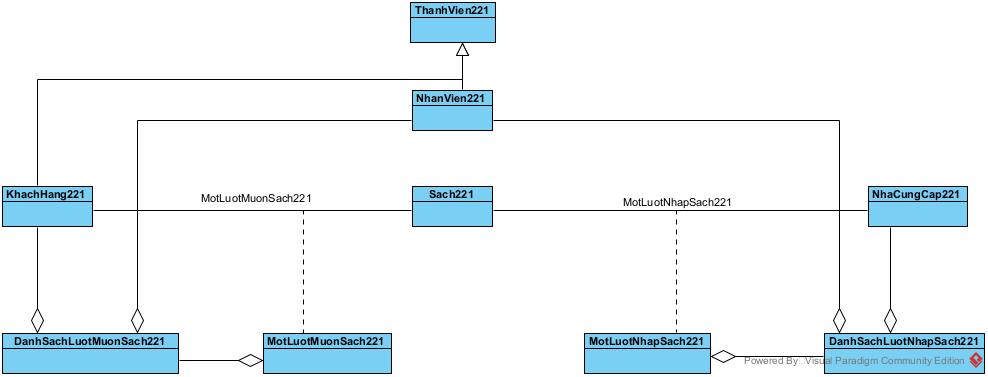 ThanhVien221
NhanVien221
KhachHang221
MotLuotMuonSach221
Sach221
MotLuotNhapSach221
NhaCungCap221
DanhSachLuotMuonSach221
MotLuotMuonSach221
MotLuotNhapSach221
DanhSachLuotNhapSach221
Powered By Visual Paradigm Community Edition